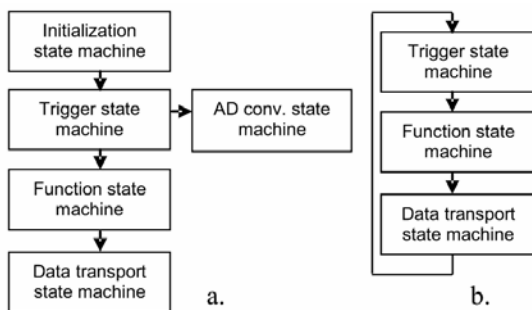 Initialization
state machine
Trigger state
machine
AD conv. state
machine
Function state
machine
Data transport
state machine
a.
Trigger state
machine
Function state
machine
Data transport
state machine
b.